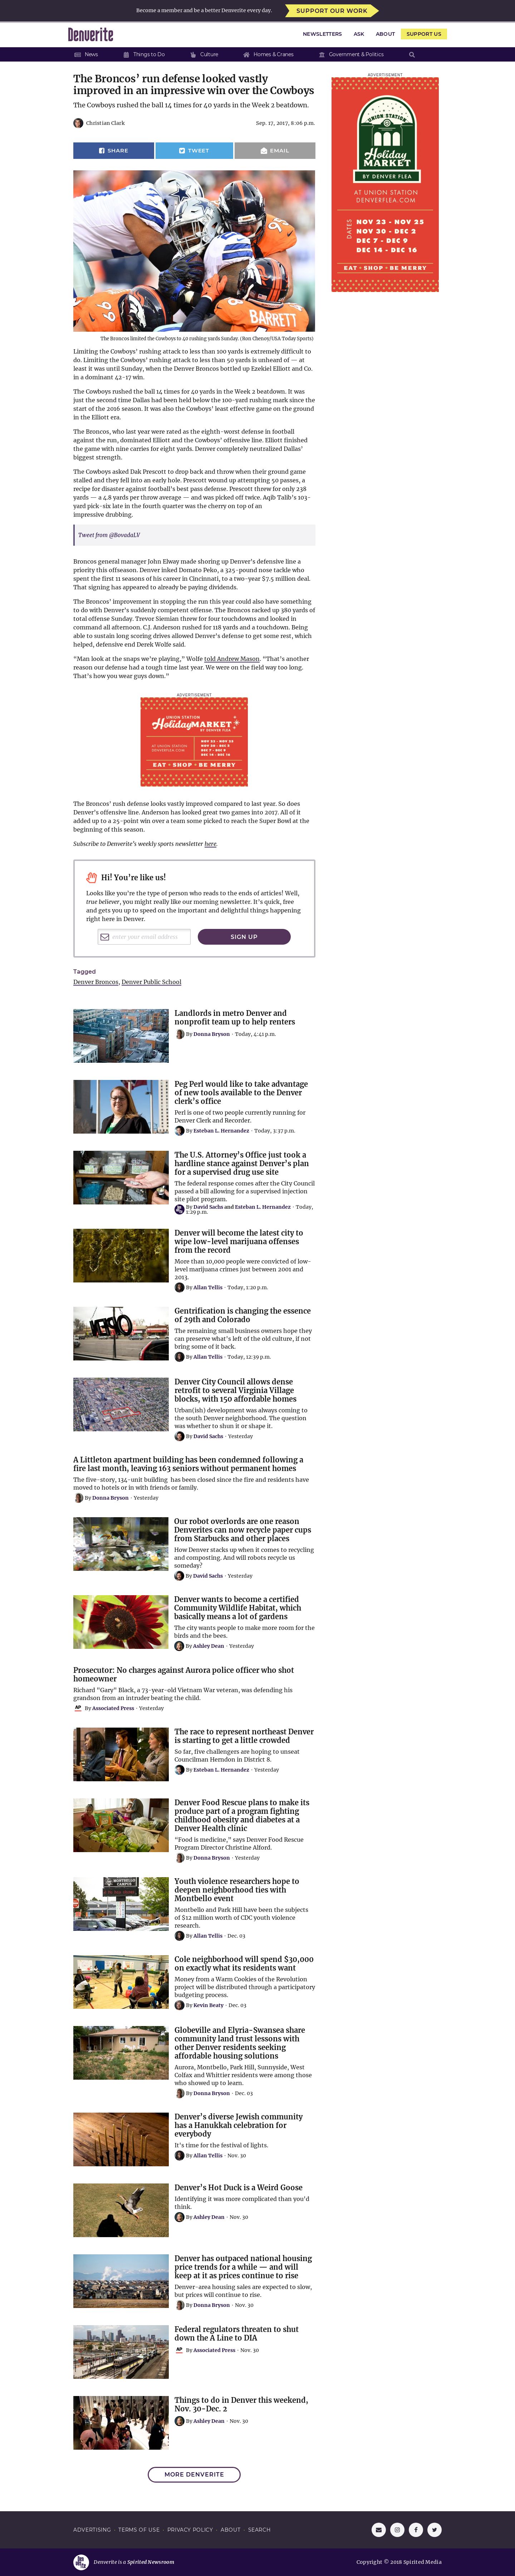 Become a member and be a better Denverite every day.
SUPPORT OUR WORK
Denverite
NEWSLETTERS ASK ABOUT SUPPORT US
News Things to Do Culture Homes & Cranes Government & Politics
The Broncos’ run defense looked vastly
improved in an impressive win over the Cowboys
The Cowboys rushed the ball 14 times for 40 yards in the Week 2 beatdown.
Christian Clark
Sep. 17, 2017, 8:06 p.m.
SHARE TWEET EMAIL
BARRETT
The Broncos limited the Cowboys to 40 rushing yards Sunday. (Ron Chenoy/USA Today Sports)
Limiting the Cowboys’ rushing attack to less than 100 yards is extremely difficult to
do. Limiting the Cowboys’ rushing attack to less than 50 yards is unheard of — at
least it was until Sunday, when the Denver Broncos bottled up Ezekiel Elliott and Co.
in a dominant 42-17 win.
The Cowboys rushed the ball 14 times for 40 yards in the Week 2 beatdown. It was
just the second time Dallas had been held below the 100-yard rushing mark since the
start of the 2016 season. It was also the Cowboys’ least effective game on the ground
in the Elliott era.
The Broncos, who last year were rated as the eighth-worst defense in football
against the run, dominated Elliott and the Cowboys’ offensive line. Elliott finished
the game with nine carries for eight yards. Denver completely neutralized Dallas’
biggest strength.
The Cowboys asked Dak Prescott to drop back and throw when their ground game
stalled and they fell into an early hole. Prescott wound up attempting 50 passes, a
recipe for disaster against football’s best pass defense. Prescott threw for only 238
yards — a 4.8 yards per throw average — and was picked off twice. Aqib Talib’s 103-
yard pick-six late in the fourth quarter was the cherry on top of an
impressive drubbing.
Tweet from @BovadaLV
Broncos general manager John Elway made shoring up Denver’s defensive line a
priority this offseason. Denver inked Domato Peko, a 325-pound nose tackle who
spent the first 11 seasons of his career in Cincinnati, to a two-year $7.5 million deal.
That signing has appeared to already be paying dividends.
The Broncos’ improvement in stopping the run this year could also have something
to do with Denver’s suddenly competent offense. The Broncos racked up 380 yards of
total offense Sunday. Trevor Siemian threw for four touchdowns and looked in
command all afternoon. C.J. Anderson rushed for 118 yards and a touchdown. Being
able to sustain long scoring drives allowed Denver’s defense to get some rest, which
helped, defensive end Derek Wolfe said.
“Man look at the snaps we’re playing,” Wolfe told Andrew Mason. “That’s another
reason our defense had a tough time last year. We were on the field way too long.
That’s how you guys down.”
ADVERTISEMENT
UNION STATION
Holiday MARKET
BY DENVER FLEA
AT UNION STATION
DENVERFLEA.COM
EAT · SHOP · BE MERRY
The Broncos’ rush defense looks vastly improved compared to last year. So does
Denver’s offensive line. Anderson has looked great two games into 2017. All of it
added up to a 25-point win over a team some picked to reach the Super Bowl at the
beginning of this season.
Subscribe to Denverite’s weekly sports newsletter here.
Hi! You’re like us!
Looks like you’re the type of person who reads to the ends of articles! Well,
true believer, you might really like our morning newsletter. It’s quick, free
and gets you up to speed on the important and delightful things happening
right here in Denver.
enter your email address
SIGN UP
Tagged
Denver Broncos, Denver Public School
Landlords in metro Denver and
nonprofit team up to help renters
By Donna Bryson · Today, 4:41 p.m.
Peg Perl would like to take advantage
of new tools available to the Denver
clerk’s office
Perl is one of two people currently running for
Denver Clerk and Recorder.
By Esteban L. Hernandez · Today, 3:37 p.m.
The U.S. Attorney’s Office just took a
hardline stance against Denver’s plan
for a supervised drug use site
The federal response comes after the City Council
passed a bill allowing for a supervised injection
site pilot program.
By David Sachs and Esteban L. Hernandez · Today,
1:29 p.m.
Denver will become the latest city to
wipe low-level marijuana offenses
from the record
More than 10,000 people were convicted of low-
level marijuana crimes just between 2001 and
2013.
By Allan Tellis · Today, 1:20 p.m.
OPEN
Gentrification is changing the essence
of 29th and Colorado
The remaining small business owners hope they
can preserve what’s left of the old culture, if not
bring some of it back.
By Allan Tellis · Today, 12:39 p.m.
Denver City Council allows dense
retrofit to several Virginia Village
blocks, with 150 affordable homes
Urban(ish) development was always coming to
the south Denver neighborhood. The question
was whether to shun it or shape it.
By David Sachs · Yesterday
A Littleton apartment building has been condemned following a
fire last month, leaving 163 seniors without permanent homes
The five-story, 134-unit building has been closed since the fire and residents have
moved to hotels or in with friends or family.
By Donna Bryson · Yesterday
Our robot overlords are one reason
Denverites can now recycle paper cups
from Starbucks and other places
How Denver stacks up when it comes to recycling
and composting. And will robots recycle us
someday?
By David Sachs · Yesterday
Denver wants to become a certified
Community Wildlife Habitat, which
basically means a lot of gardens
The city wants people to make more room for the
birds and the bees.
By Ashley Dean · Yesterday
Prosecutor: No charges against Aurora police officer who shot
homeowner
Richard "Gary" Black, a 73-year-old Vietnam War veteran, was defending his
grandson from an intruder beating the child.
AP By Associated Press · Yesterday
The race to represent northeast Denver
is starting to get a little crowded
So far, five challengers are hoping to unseat
Councilman Herndon in District 8.
By Esteban L. Hernandez · Yesterday
Denver Food Rescue plans to make its
produce part of a program fighting
childhood obesity and diabetes at a
Denver Health clinic
“Food is medicine,” says Denver Food Rescue
Program Director Christine Alford.
By Donna Bryson · Yesterday
MONTBELLO
CAMPUS
Youth violence researchers hope to
deepen neighborhood ties with
Montbello event
Montbello and Park Hill have been the subjects
of $12 million worth of CDC youth violence
research.
By Allan Tellis · Dec. 03
Cole neighborhood will spend $30,000
on exactly what its residents want
Money from a Warm Cookies of the Revolution
project will be distributed through a participatory
budgeting process.
By Kevin Beaty · Dec. 03
Globeville and Elyria-Swansea share
community land trust lessons with
other Denver residents seeking
affordable housing solutions
Aurora, Montbello, Park Hill, Sunnyside, West
Colfax and Whittier residents were among those
who showed up to learn.
By Donna Bryson · Dec. 03
Denver’s diverse Jewish community
has a Hanukkah celebration for
everybody
It’s time for the festival of lights.
By Allan Tellis · Nov. 30
Denver’s Hot Duck is a Weird Goose
Identifying it was more complicated than you’d
think.
By Ashley Dean · Nov. 30
Denver has outpaced national housing
price trends for a while — and will
keep at it as prices continue to rise
Denver-area housing sales are expected to slow,
but prices will continue to rise.
By Donna Bryson · Nov. 30
Federal regulators threaten to shut
down the A Line to DIA
AP By Associated Press · Nov. 30
Things to do in Denver this weekend,
Nov. 30-Dec. 2
By Ashley Dean · Nov. 30
MORE DENVERITE
ADVERTISEMENT
Holiday
MARKET
BY DENVER FLEA
AT UNION STATION
DENVERFLEA.COM
DATES
NOV 23 - NOV 25
NOV 30 - DEC 2
DEC 7 - DEC 9
DEC 14 - DEC 16
EAT · SHOP · BE MERRY
ADVERTISING · TERMS OF USE · PRIVACY POLICY · ABOUT · SEARCH
Denverite is a Spirited Newsroom
Copyright © 2018 Spirited Media